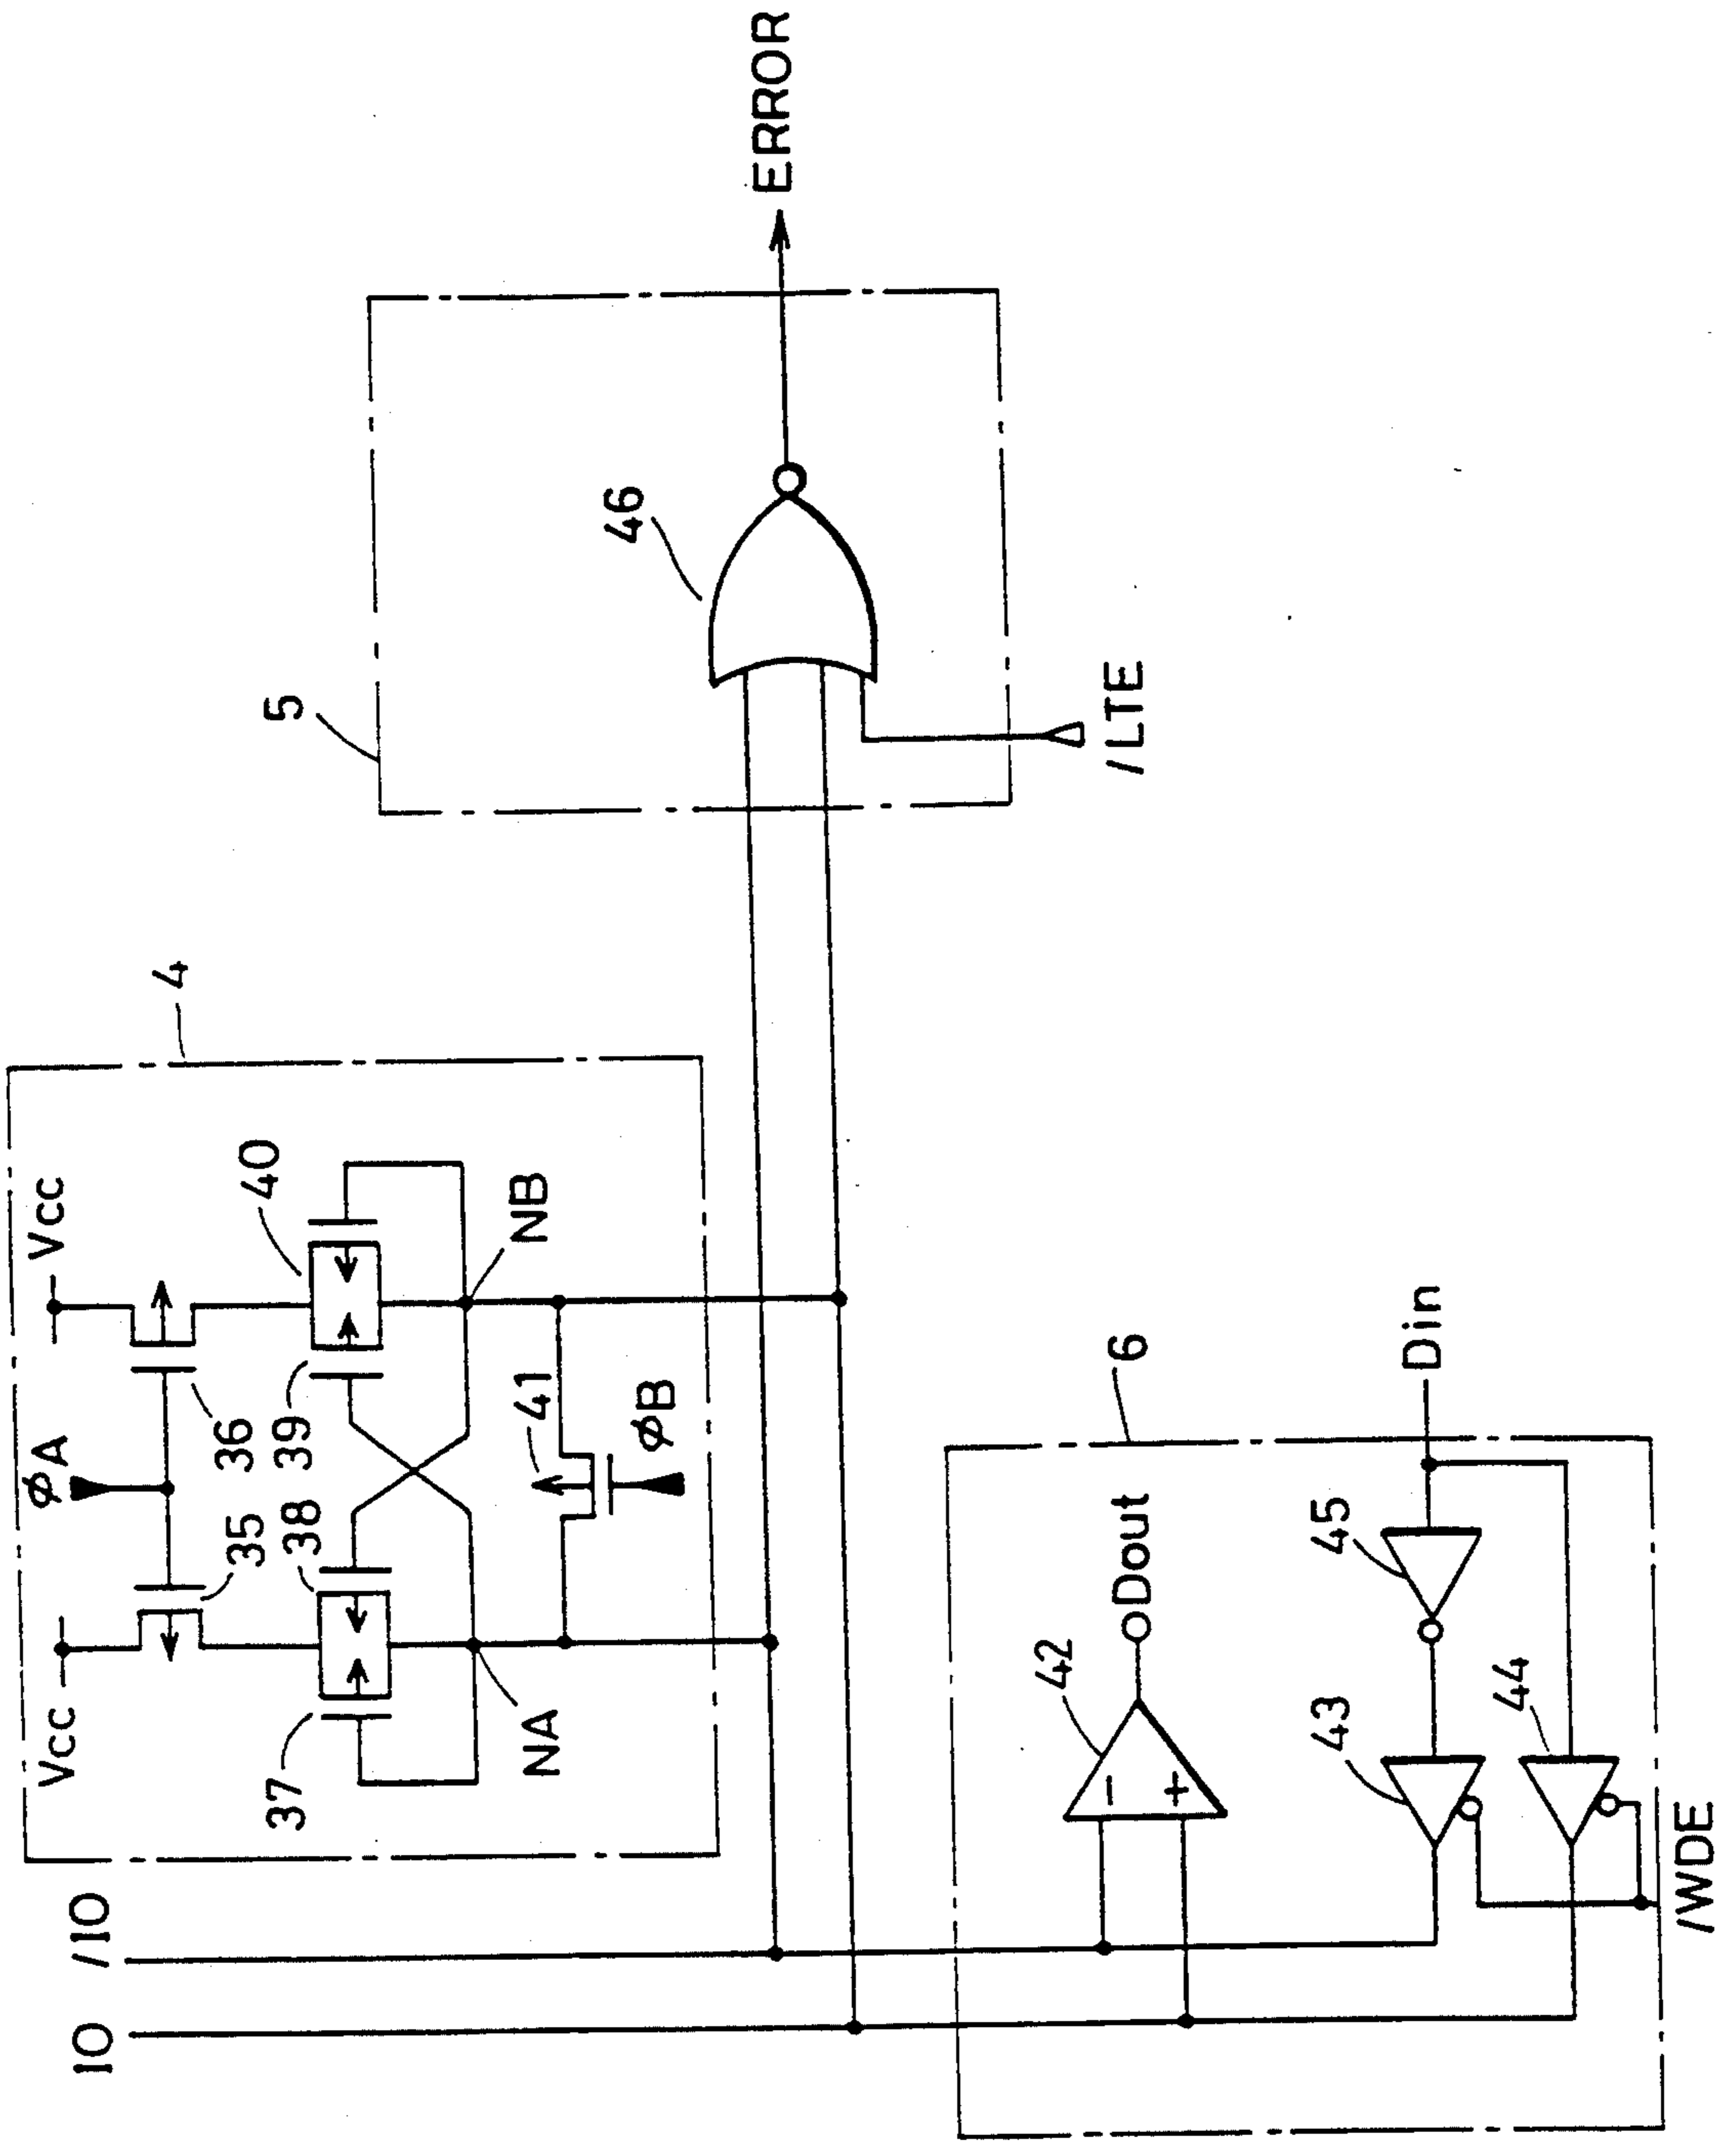 IO
/IO
4
Vcc
Vcc
φA
35
36
37
38
39
40
NA
NB
41
φB
5
46
ERROR
/LTE
6
42
−
+
Dout
43
44
45
Din
/WDE